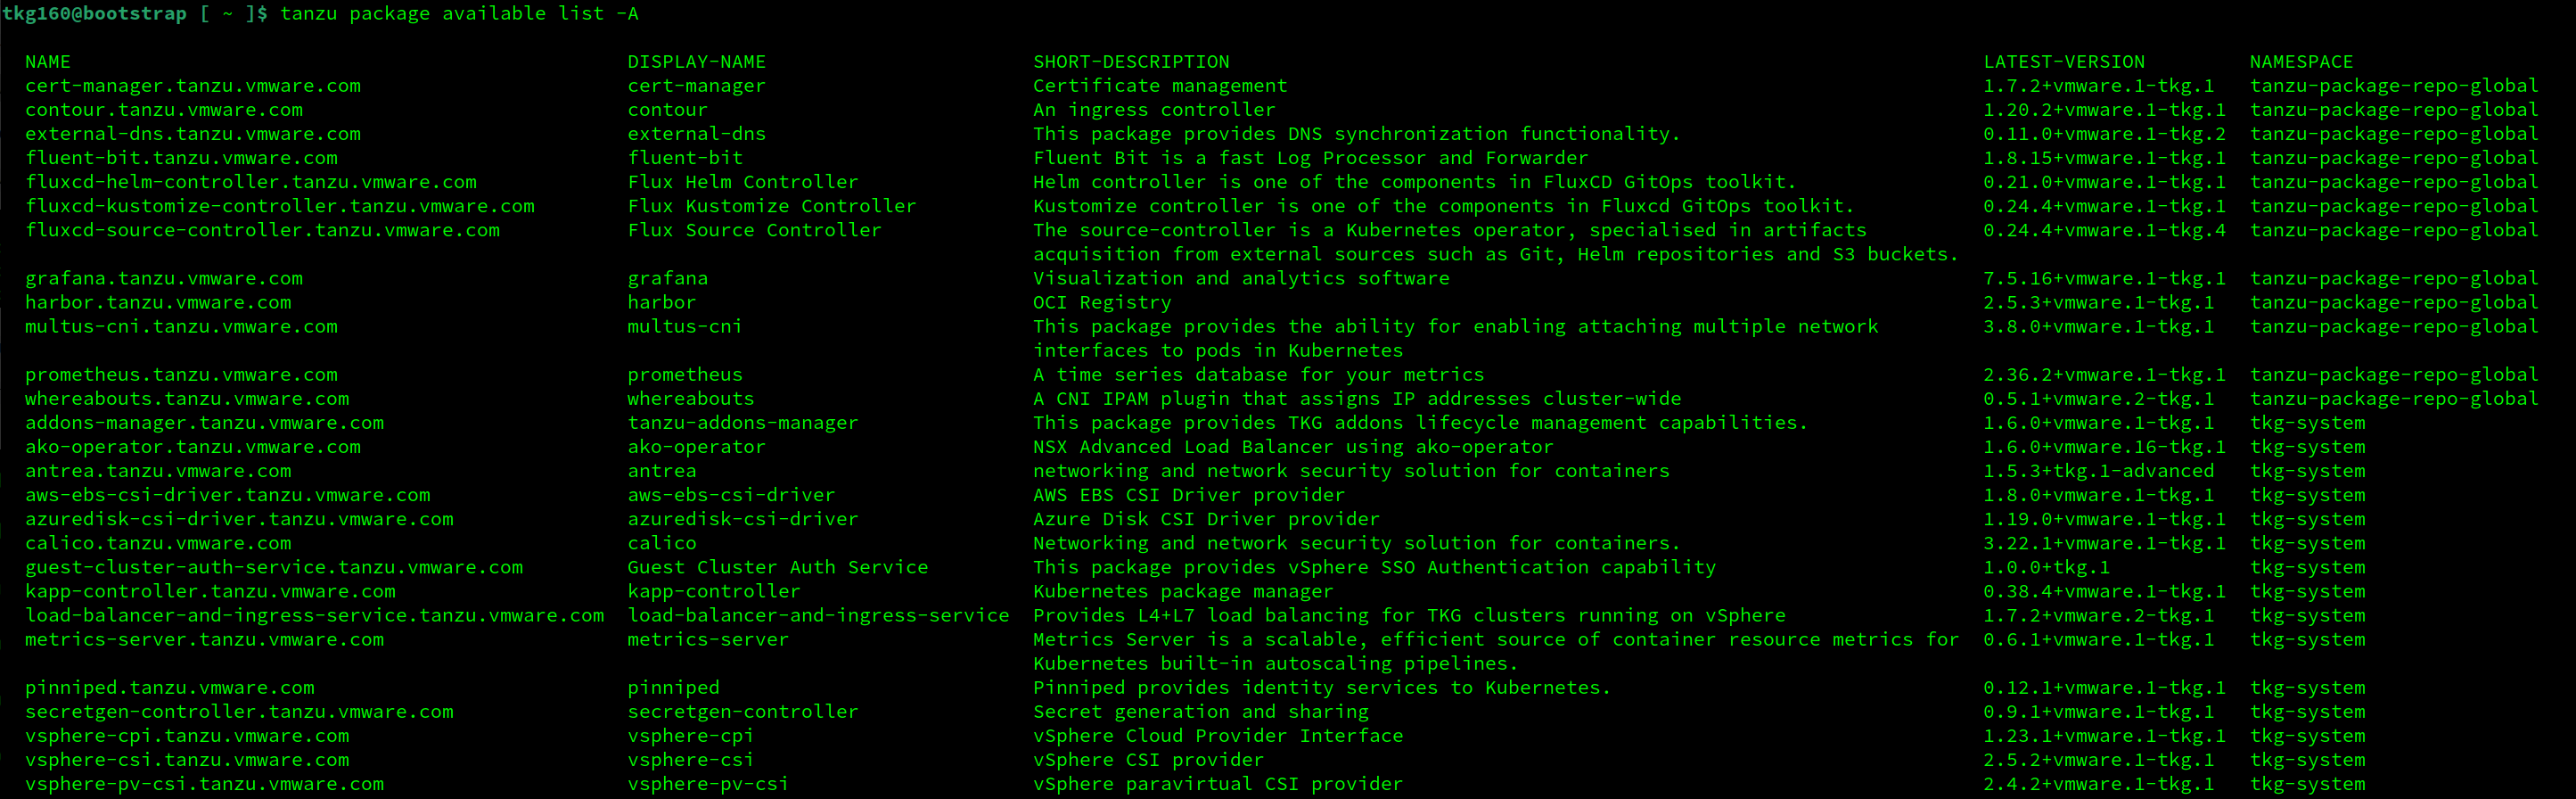 tkg160@bootstrap [ ~ ]$ tanzu package available list -A
NAME DISPLAY-NAME SHORT-DESCRIPTION LATEST-VERSION NAMESPACE
cert-manager.tanzu.vmware.com cert-manager Certificate management 1.7.2+vmware.1-tkg.1 tanzu-package-repo-global
contour.tanzu.vmware.com contour An ingress controller 1.20.2+vmware.1-tkg.1 tanzu-package-repo-global
external-dns.tanzu.vmware.com external-dns This package provides DNS synchronization functionality. 0.11.0+vmware.1-tkg.2 tanzu-package-repo-global
fluent-bit.tanzu.vmware.com fluent-bit Fluent Bit is a fast Log Processor and Forwarder 1.8.15+vmware.1-tkg.1 tanzu-package-repo-global
fluxcd-helm-controller.tanzu.vmware.com Flux Helm Controller Helm controller is one of the components in FluxCD GitOps toolkit. 0.21.0+vmware.1-tkg.1 tanzu-package-repo-global
fluxcd-kustomize-controller.tanzu.vmware.com Flux Kustomize Controller Kustomize controller is one of the components in Fluxcd GitOps toolkit. 0.24.4+vmware.1-tkg.1 tanzu-package-repo-global
fluxcd-source-controller.tanzu.vmware.com Flux Source Controller The source-controller is a Kubernetes operator, specialised in artifacts 0.24.4+vmware.1-tkg.4 tanzu-package-repo-global
acquisition from external sources such as Git, Helm repositories and S3 buckets.
grafana.tanzu.vmware.com grafana Visualization and analytics software 7.5.16+vmware.1-tkg.1 tanzu-package-repo-global
harbor.tanzu.vmware.com harbor OCI Registry 2.5.3+vmware.1-tkg.1 tanzu-package-repo-global
multus-cni.tanzu.vmware.com multus-cni This package provides the ability for enabling attaching multiple network 3.8.0+vmware.1-tkg.1 tanzu-package-repo-global
interfaces to pods in Kubernetes
prometheus.tanzu.vmware.com prometheus A time series database for your metrics 2.36.2+vmware.1-tkg.1 tanzu-package-repo-global
whereabouts.tanzu.vmware.com whereabouts A CNI IPAM plugin that assigns IP addresses cluster-wide 0.5.1+vmware.2-tkg.1 tanzu-package-repo-global
addons-manager.tanzu.vmware.com tanzu-addons-manager This package provides TKG addons lifecycle management capabilities. 1.6.0+vmware.1-tkg.1 tkg-system
ako-operator.tanzu.vmware.com ako-operator NSX Advanced Load Balancer using ako-operator 1.6.0+vmware.16-tkg.1 tkg-system
antrea.tanzu.vmware.com antrea networking and network security solution for containers 1.5.3+tkg.1-advanced tkg-system
aws-ebs-csi-driver.tanzu.vmware.com aws-ebs-csi-driver AWS EBS CSI Driver provider 1.8.0+vmware.1-tkg.1 tkg-system
azuredisk-csi-driver.tanzu.vmware.com azuredisk-csi-driver Azure Disk CSI Driver provider 1.19.0+vmware.1-tkg.1 tkg-system
calico.tanzu.vmware.com calico Networking and network security solution for containers. 3.22.1+vmware.1-tkg.1 tkg-system
guest-cluster-auth-service.tanzu.vmware.com Guest Cluster Auth Service This package provides vSphere SSO Authentication capability 1.0.0+tkg.1 tkg-system
kapp-controller.tanzu.vmware.com kapp-controller Kubernetes package manager 0.38.4+vmware.1-tkg.1 tkg-system
load-balancer-and-ingress-service.tanzu.vmware.com load-balancer-and-ingress-service Provides L4+L7 load balancing for TKG clusters running on vSphere 1.7.2+vmware.2-tkg.1 tkg-system
metrics-server.tanzu.vmware.com metrics-server Metrics Server is a scalable, efficient source of container resource metrics for 0.6.1+vmware.1-tkg.1 tkg-system
Kubernetes built-in autoscaling pipelines.
pinniped.tanzu.vmware.com pinniped Pinniped provides identity services to Kubernetes. 0.12.1+vmware.1-tkg.1 tkg-system
secretgen-controller.tanzu.vmware.com secretgen-controller Secret generation and sharing 0.9.1+vmware.1-tkg.1 tkg-system
vsphere-cpi.tanzu.vmware.com vsphere-cpi vSphere Cloud Provider Interface 1.23.1+vmware.1-tkg.1 tkg-system
vsphere-csi.tanzu.vmware.com vsphere-csi vSphere CSI provider 2.5.2+vmware.1-tkg.1 tkg-system
vsphere-pv-csi.tanzu.vmware.com vsphere-pv-csi vSphere paravirtual CSI provider 2.4.2+vmware.1-tkg.1 tkg-system